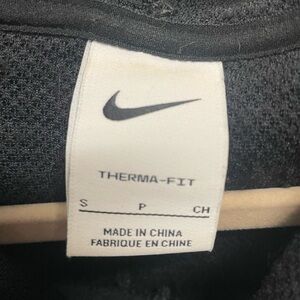 THERMA-FIT
S P CH
MADE IN CHINA
FABRIQUE EN CHINE